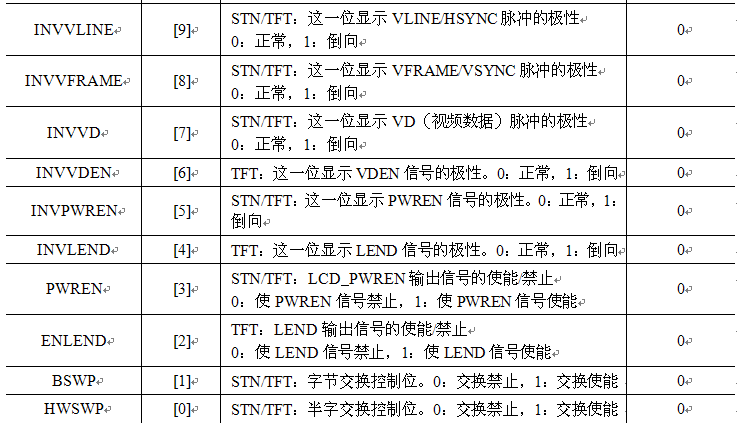 INVVLINE [9] STN/TFT：这一位显示 VLINE/HSYNC 脉冲的极性 0
0：正常，1：倒向
INVVFRAME [8] STN/TFT：这一位显示 VFRAME/VSYNC 脉冲的极性 0
0：正常，1：倒向
INVVD [7] STN/TFT：这一位显示 VD（视频数据）脉冲的极性 0
0：正常，1：倒向
INVVDEN [6] TFT：这一位显示 VDEN 信号的极性。0：正常，1：倒向 0
INVPWREN [5] STN/TFT：这一位显示 PWREN 信号的极性。0：正常，1： 0
倒向
INVLEND [4] TFT：这一位显示 LEND 信号的极性。0：正常，1：倒向 0
PWREN [3] STN/TFT：LCD_PWREN 输出信号的使能/禁止 0
0：使 PWREN 信号禁止，1：使 PWREN 信号使能
ENLEND [2] TFT：LEND 输出信号的使能/禁止 0
0：使 LEND 信号禁止，1：使 LEND 信号使能
BSWP [1] STN/TFT：字节交换控制位。0：交换禁止，1：交换使能 0
HWSWP [0] STN/TFT：半字交换控制位。0：交换禁止，1：交换使能 0